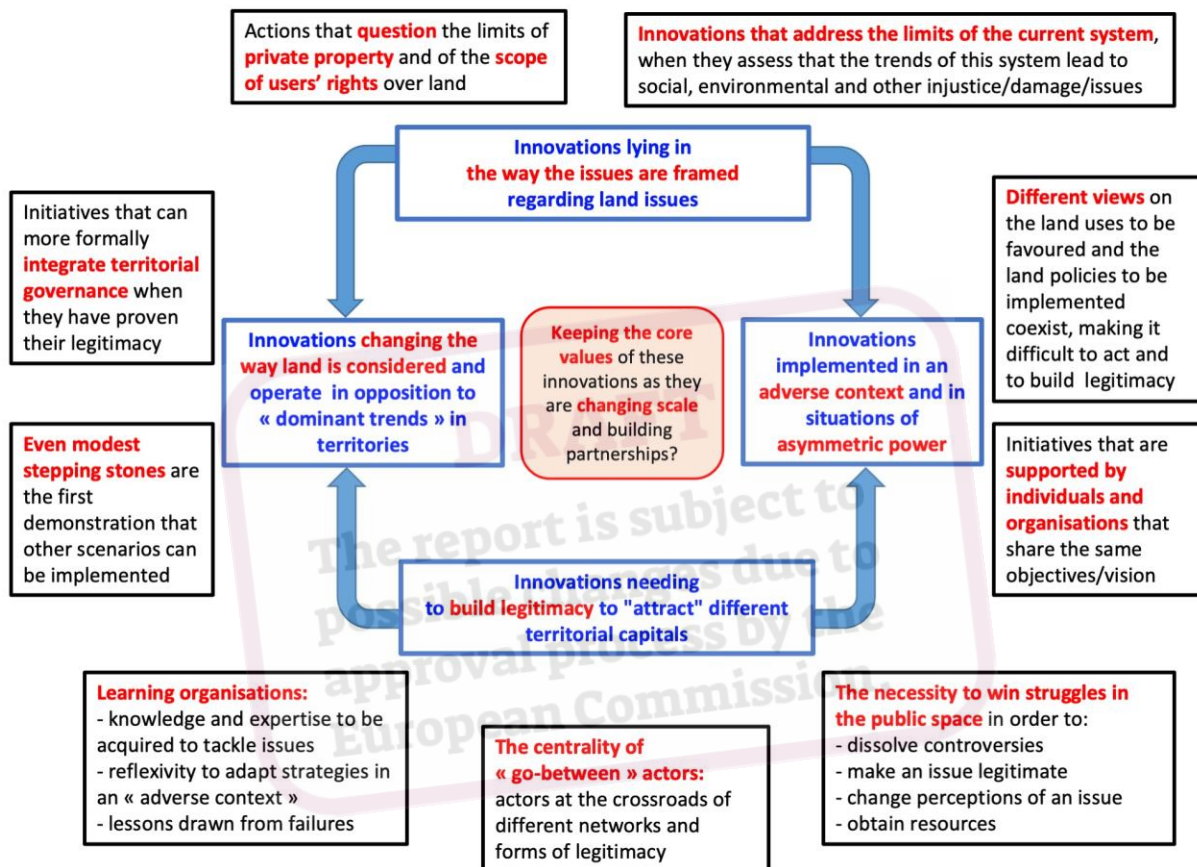 Actions that question the limits of
private property and of the scope
of users' rights over land
Innovations that address the limits of the current system,
when they assess that the trends of this system lead to
social, environmental and other injustice/damage/issues
Innovations lying in
the way the issues are framed
regarding land issues
Initiatives that can
more formally
integrate territorial
governance when
they have proven
their legitimacy
Different views on
the land uses to be
favoured and the
land policies to be
implemented
coexist, making it
difficult to act and
to build legitimacy
Innovations changing the
way land is considered and
operate in opposition to
« dominant trends » in
territories
Keeping the core
values of these
innovations as they
are changing scale
and building
partnerships?
Innovations
implemented in an
adverse context and in
situations of
asymmetric power
Even modest
stepping stones are
the first
demonstration that
other scenarios can
be implemented
Initiatives that are
supported by
individuals and
organisations that
share the same
objectives/vision
DRAFT
The report is subject to
possible changes due to
approval process by the
European Commission.
Innovations needing
to build legitimacy to "attract" different
territorial capitals
Learning organisations:
- knowledge and expertise to be
acquired to tackle issues
- reflexivity to adapt strategies in
an « adverse context »
- lessons drawn from failures
The centrality of
« go-between » actors:
actors at the crossroads of
different networks and
forms of legitimacy
The necessity to win struggles in
the public space in order to:
- dissolve controversies
- make an issue legitimate
- change perceptions of an issue
- obtain resources